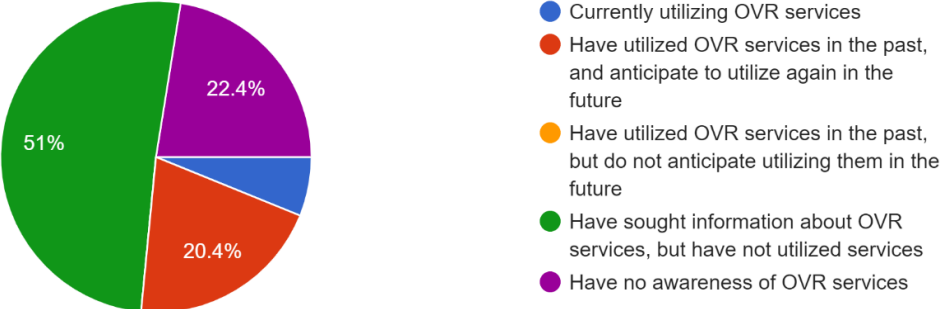 51%
22.4%
20.4%
Currently utilizing OVR services
Have utilized OVR services in the past,
and anticipate to utilize again in the
future
Have utilized OVR services in the past,
but do not anticipate utilizing them in the
future
Have sought information about OVR
services, but have not utilized services
Have no awareness of OVR services